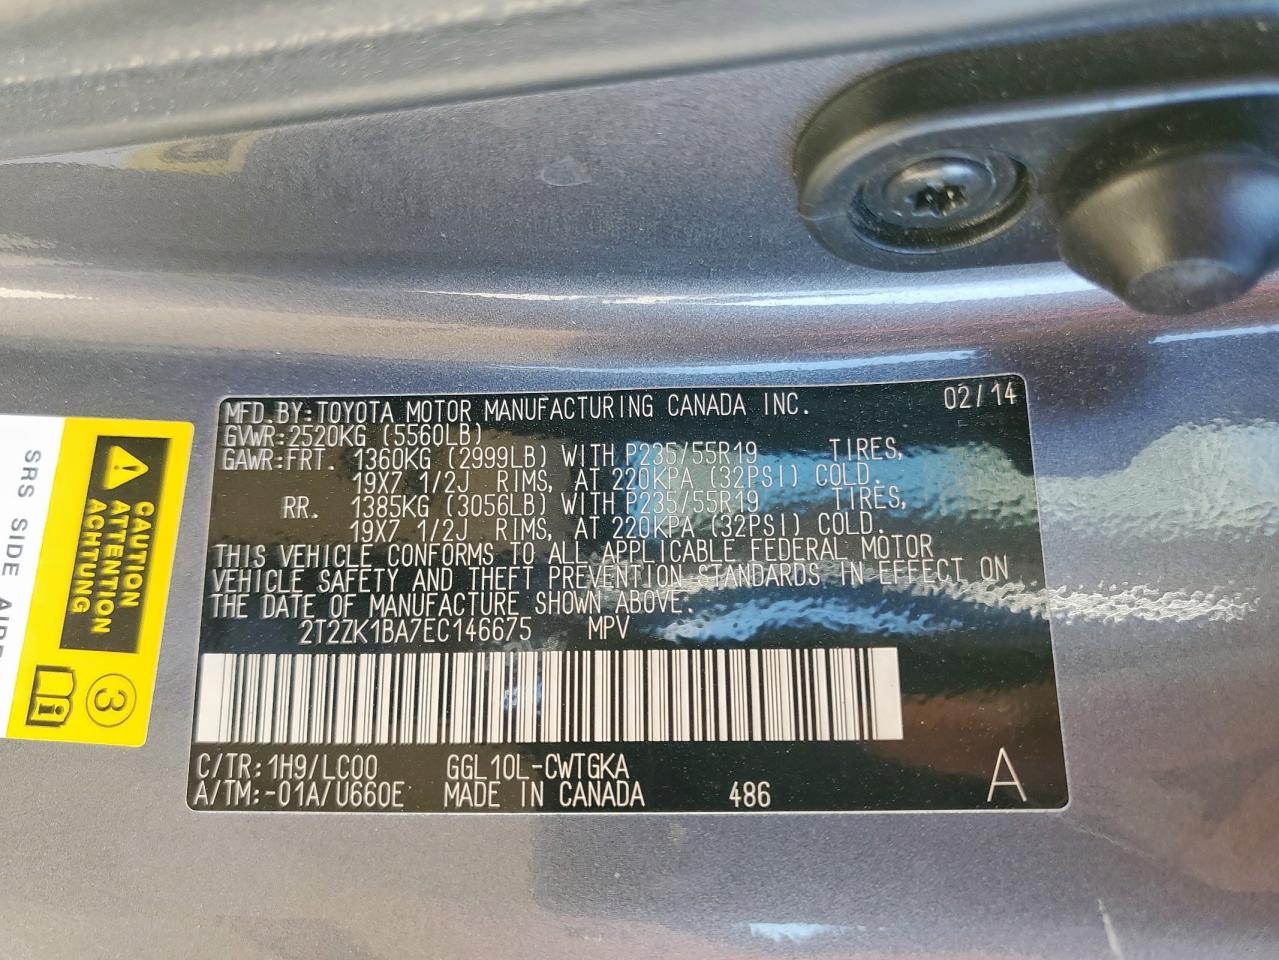 MFD.BY:TOYOTA MOTOR MANUFACTURING CANADA INC. 02/14
GVWR:2520KG (5560LB)
GAWR:FRT. 1360KG (2999LB) WITH P235/55R19 TIRES,
19X7 1/2J RIMS, AT 220KPA (32PSI) COLD.
RR. 1385KG (3056LB) WITH P235/55R19 TIRES,
19X7 1/2J RIMS, AT 220KPA (32PSI) COLD.
THIS VEHICLE CONFORMS TO ALL APPLICABLE FEDERAL MOTOR
VEHICLE SAFETY AND THEFT PREVENTION STANDARDS IN EFFECT ON
THE DATE OF MANUFACTURE SHOWN ABOVE.
2T2ZK1BA7EC146675 MPV
C/TR:1H9/LC00 GGL10L-CWTGKA
A/TM:-01A/U660E MADE IN CANADA 486 A
CAUTION
ATTENTION
ACHTUNG
3
SRS SIDE